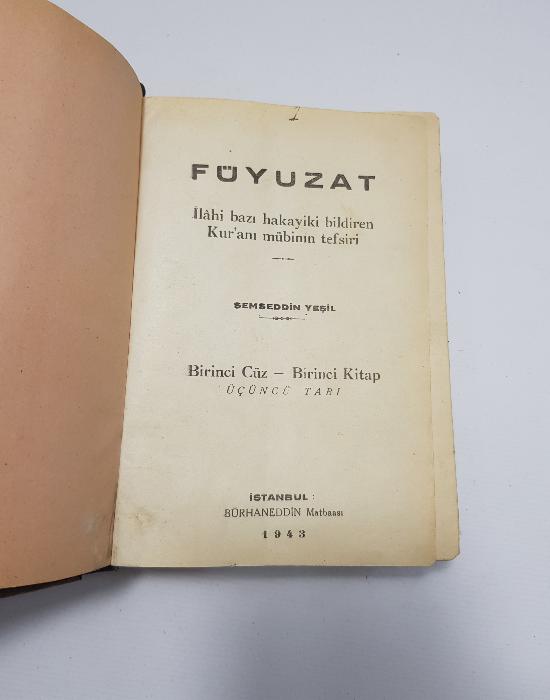 1
FÜYUZAT
İlâhi bazı hakayiki bildiren
Kur'anı mübinin tefsiri
ŞEMSEDDİN YEŞİL
Birinci Cüz — Birinci Kitap
ÜÇÜNCÜ TABI
İSTANBUL :
BÜRHANEDDİN Matbaası
1943